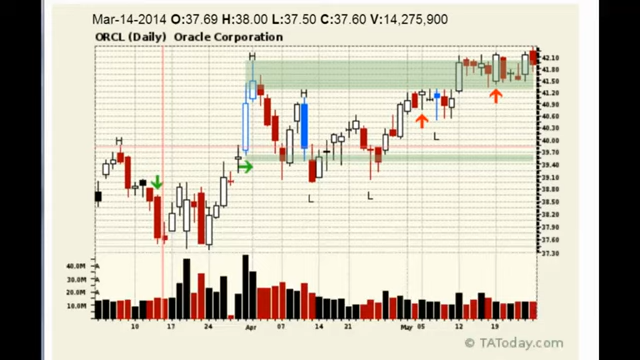 Mar-14-2014 O:37.69 H:38.00 L:37.50 C:37.60 V:14,275,900
ORCL (Daily) Oracle Corporation
H
H
H
L
L
L
42.10
41.80
41.50
41.20
40.90
40.60
40.30
40.00
39.70
39.40
39.10
38.80
38.50
38.20
37.90
37.60
37.30
40.0M
30.0M
20.0M
10.0M
10 17 24 Apr 07 14 21 May 05 12 19
© TAToday.com